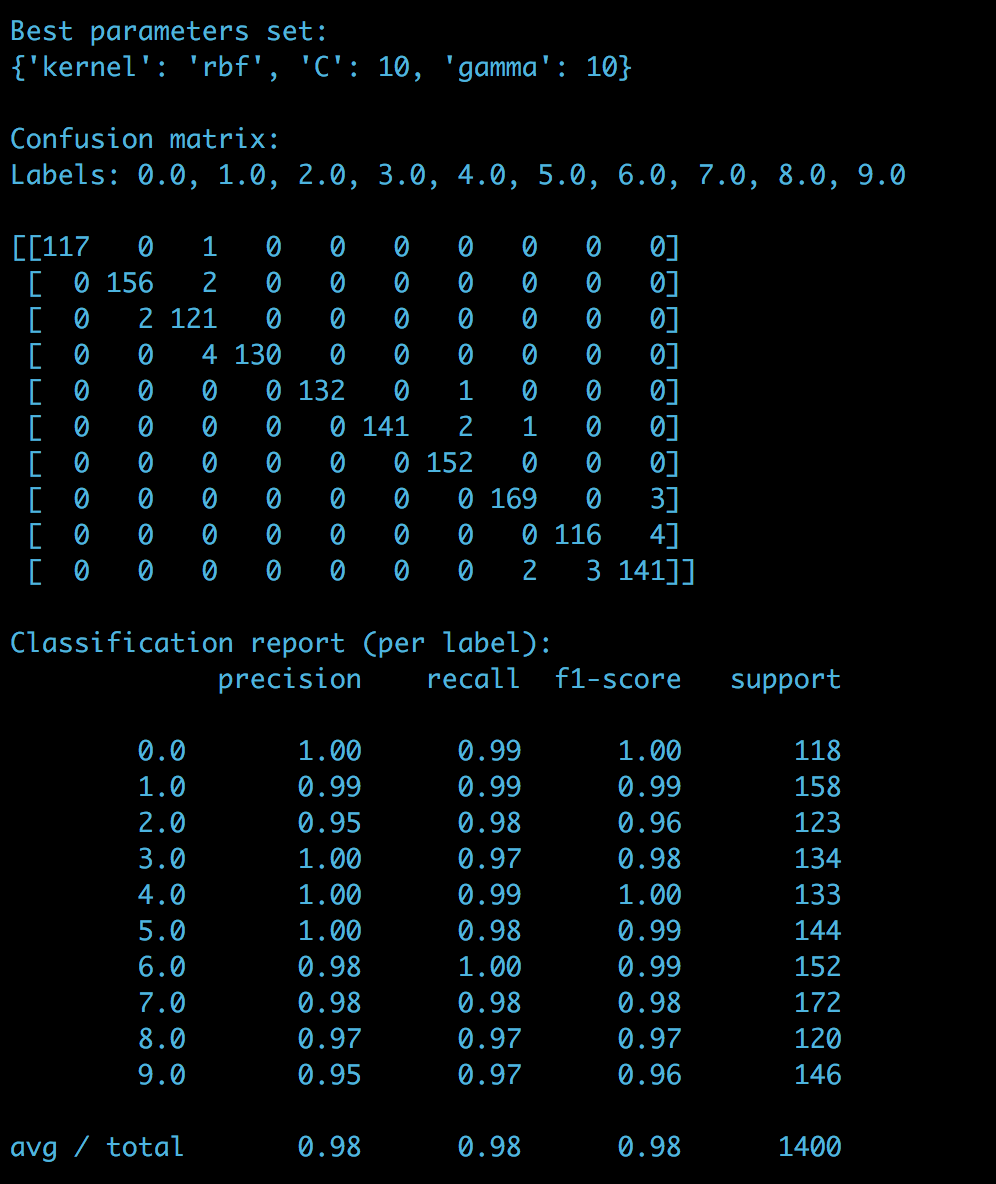 Best parameters set:
{'kernel': 'rbf', 'C': 10, 'gamma': 10}
Confusion matrix:
Labels: 0.0, 1.0, 2.0, 3.0, 4.0, 5.0, 6.0, 7.0, 8.0, 9.0
[[117   0   1   0   0   0   0   0   0   0]
 [  0 156   2   0   0   0   0   0   0   0]
 [  0   2 121   0   0   0   0   0   0   0]
 [  0   0   4 130   0   0   0   0   0   0]
 [  0   0   0   0 132   0   1   0   0   0]
 [  0   0   0   0   0 141   2   1   0   0]
 [  0   0   0   0   0   0 152   0   0   0]
 [  0   0   0   0   0   0   0 169   0   3]
 [  0   0   0   0   0   0   0   0 116   4]
 [  0   0   0   0   0   0   0   2   3 141]]
Classification report (per label):
             precision    recall  f1-score   support
        0.0       1.00      0.99      1.00       118
        1.0       0.99      0.99      0.99       158
        2.0       0.95      0.98      0.96       123
        3.0       1.00      0.97      0.98       134
        4.0       1.00      0.99      1.00       133
        5.0       1.00      0.98      0.99       144
        6.0       0.98      1.00      0.99       152
        7.0       0.98      0.98      0.98       172
        8.0       0.97      0.97      0.97       120
        9.0       0.95      0.97      0.96       146
avg / total       0.98      0.98      0.98      1400